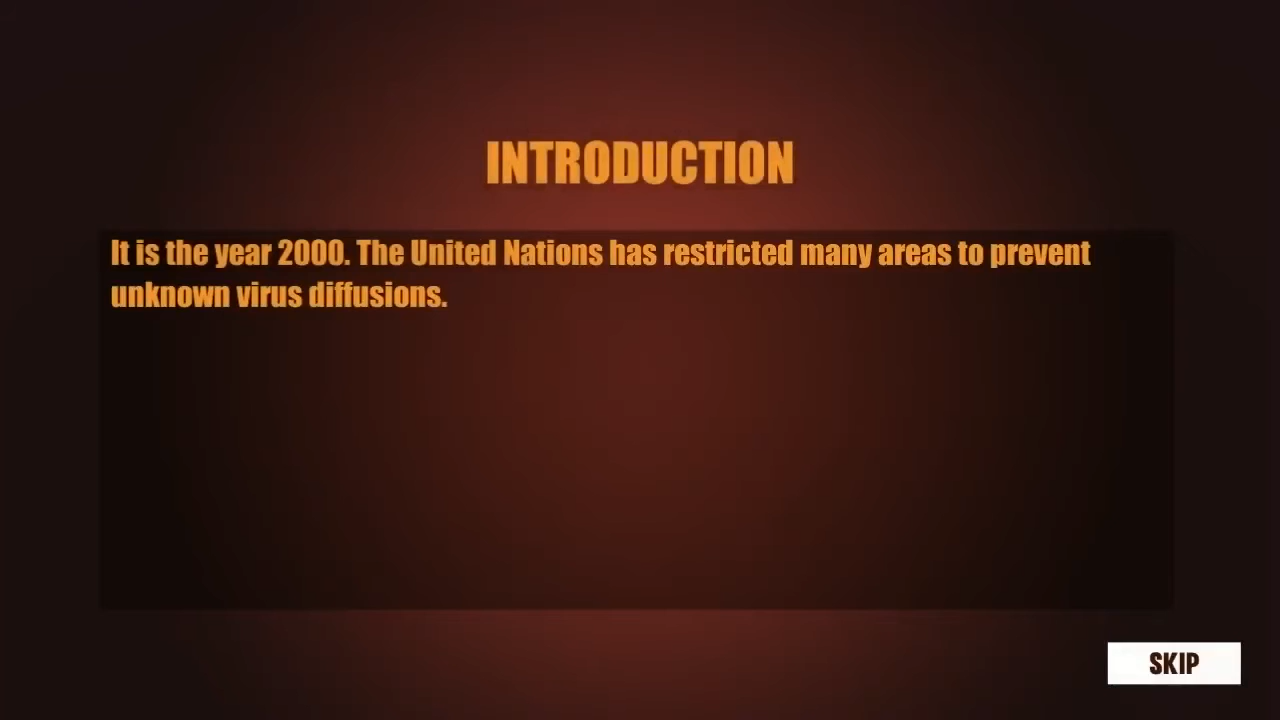 INTRODUCTION
It is the year 2000. The United Nations has restricted many areas to prevent
unknown virus diffusions.
SKIP